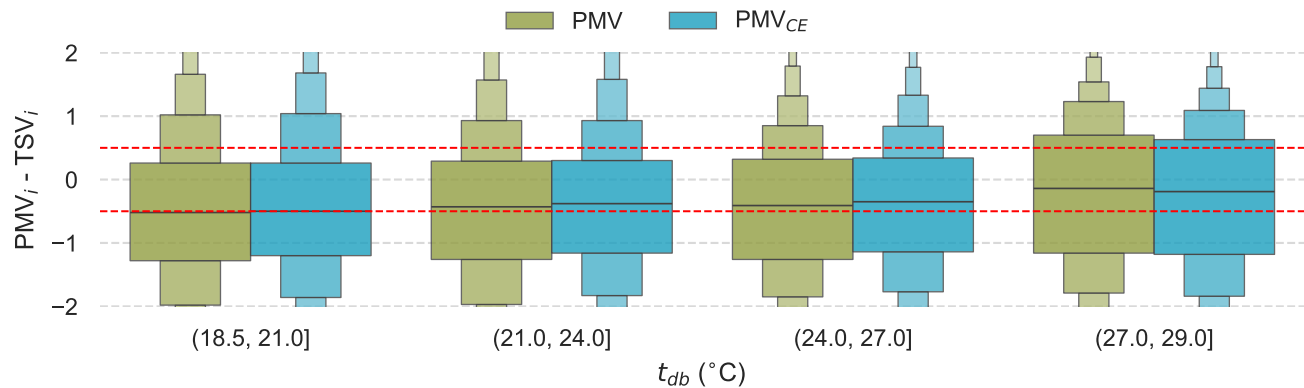 PMV PMV_CE
PMV_i - TSV_i
2
1
0
−1
−2
(18.5, 21.0] (21.0, 24.0] (24.0, 27.0] (27.0, 29.0]
t_db (°C)